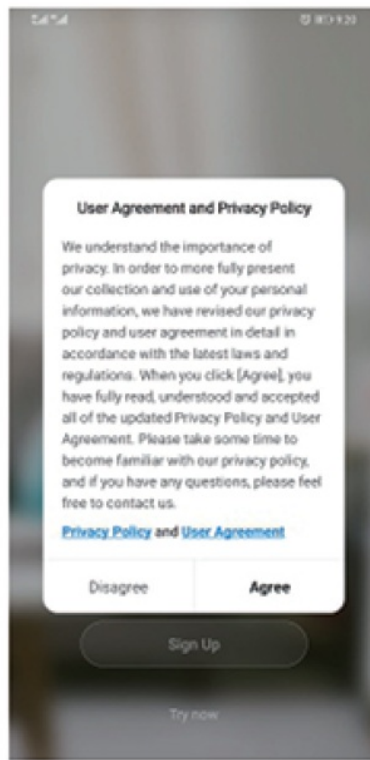 9:20
User Agreement and Privacy Policy
We understand the importance of
privacy. In order to more fully present
our collection and use of your personal
information, we have revised our privacy
policy and user agreement in detail in
accordance with the latest laws and
regulations. When you click [Agree], you
have fully read, understood and accepted
all of the updated Privacy Policy and User
Agreement. Please take some time to
become familiar with our privacy policy,
and if you have any questions, please feel
free to contact us.
Privacy Policy and User Agreement
Disagree Agree
Sign Up
Try now